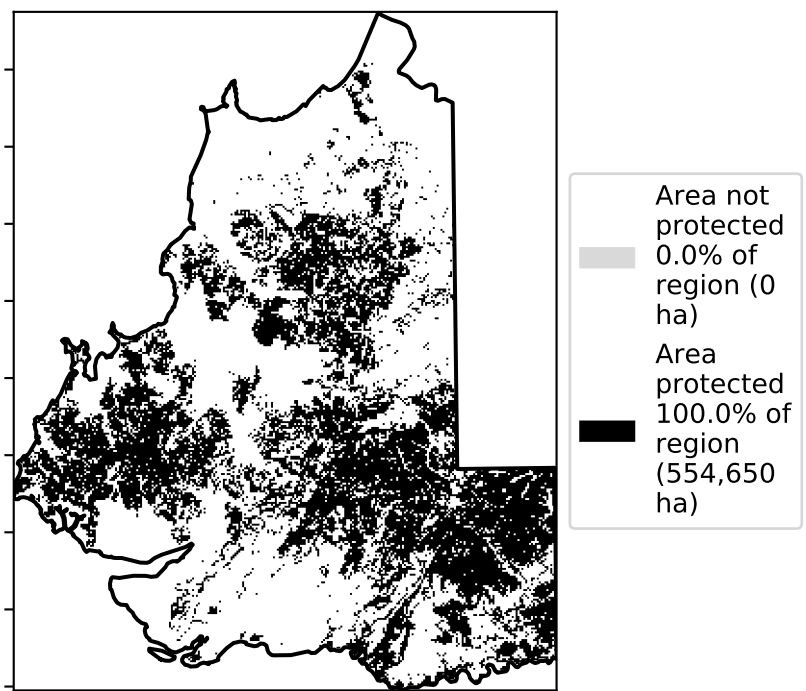 Area not
protected
0.0% of
region (0
ha)
Area
protected
100.0% of
region
(554,650
ha)